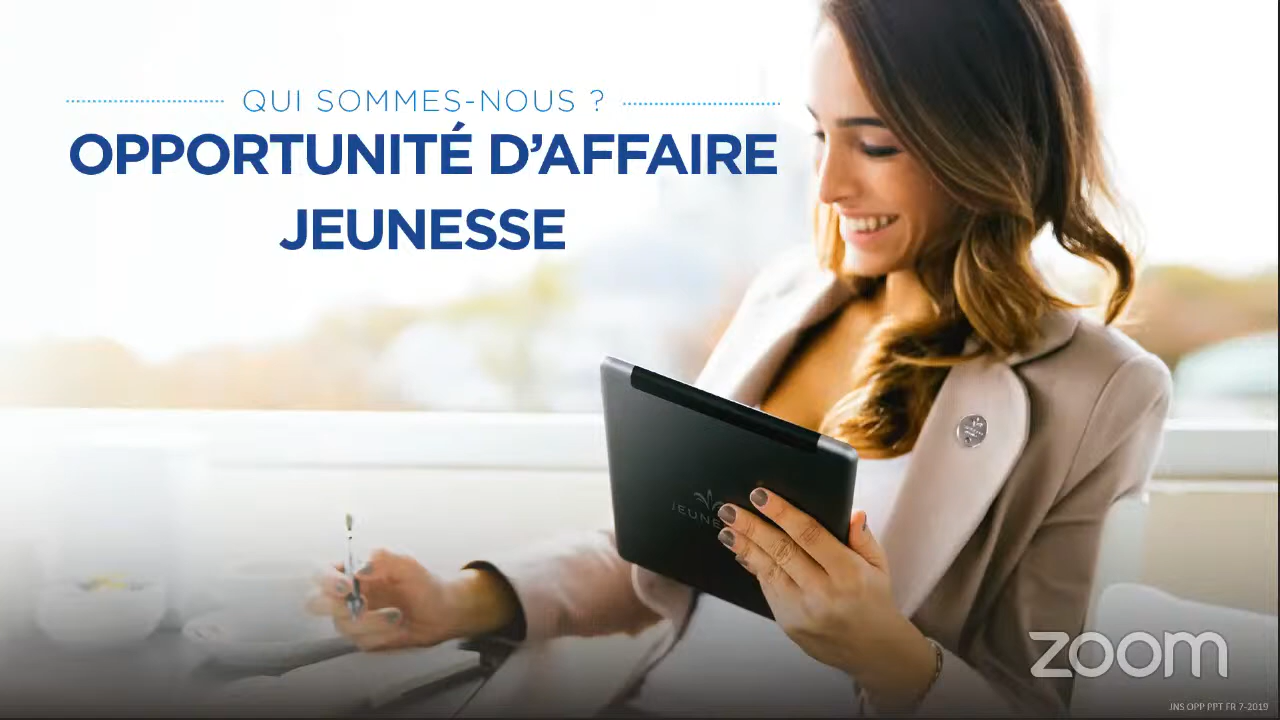 QUI SOMMES-NOUS ?
OPPORTUNITÉ D'AFFAIRE
JEUNESSE
JEUNE
zoom
JNS OPP PPT FR 7-2019